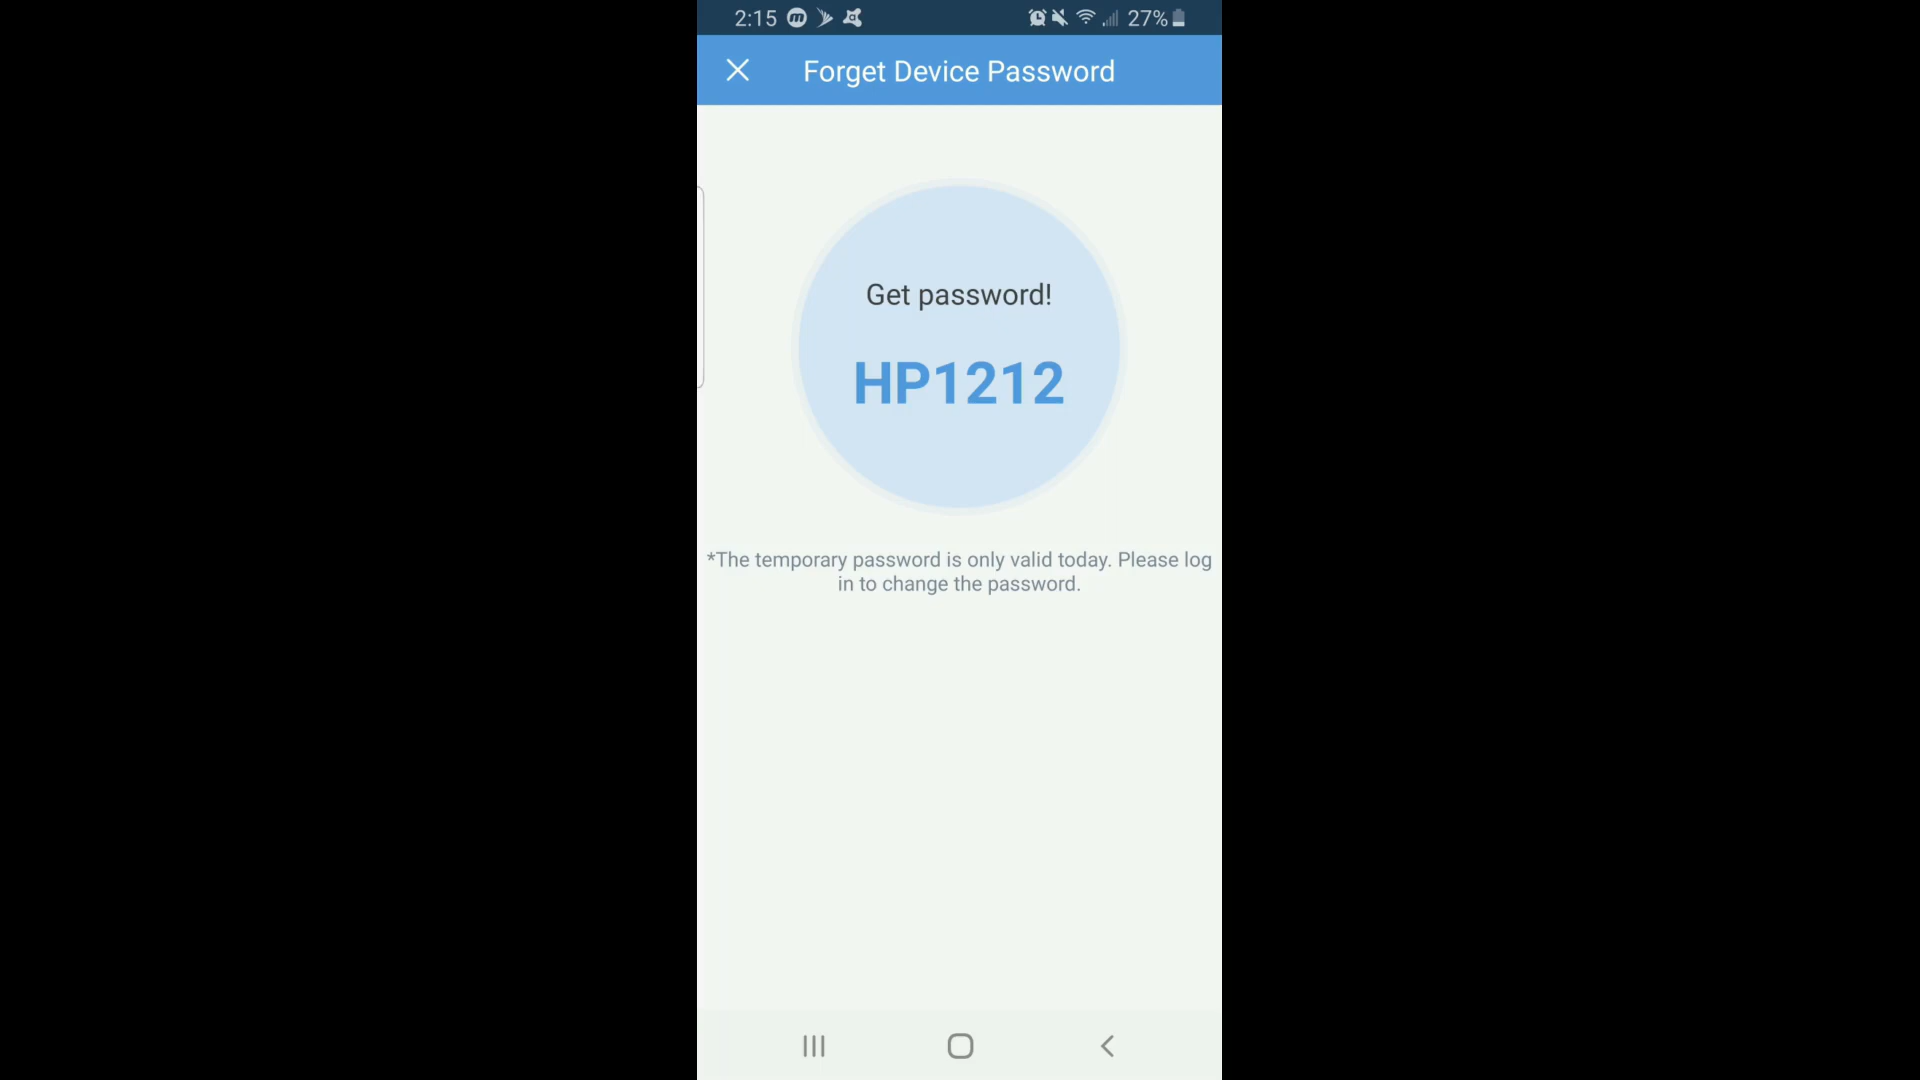 2:15 27%
Forget Device Password
Get password!
HP1212
*The temporary password is only valid today. Please log
in to change the password.